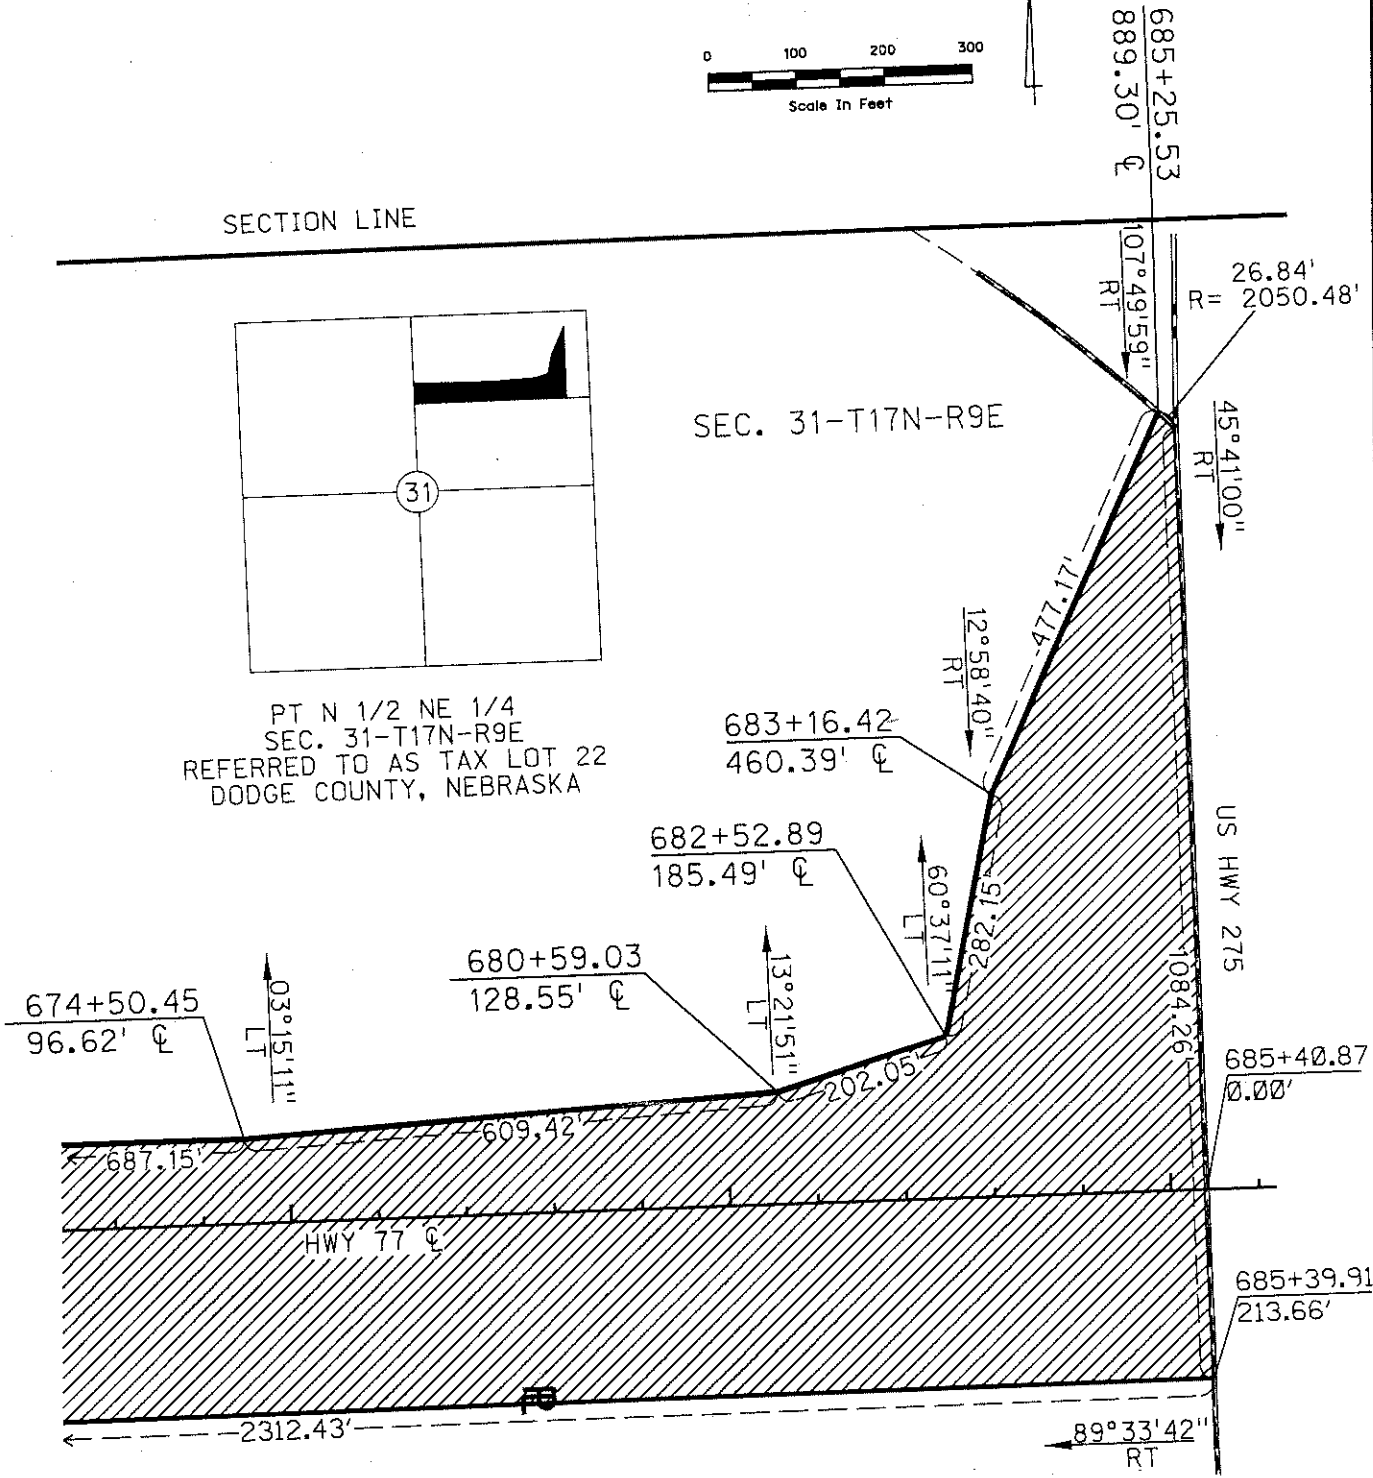 0 100 200 300
Scale In Feet
685+25.53
889.30' ℄
SECTION LINE
107°49'59"
RT
26.84'
R= 2050.48'
SEC. 31-T17N-R9E
45°41'00"
RT
31
477.17'
12°58'40"
RT
PT N 1/2 NE 1/4
SEC. 31-T17N-R9E
REFERRED TO AS TAX LOT 22
DODGE COUNTY, NEBRASKA
683+16.42
460.39' ℄
682+52.89
185.49' ℄
60°37'11"
LT
282.15'
US HWY 275
1084.26'
680+59.03
128.55' ℄
13°21'51"
LT
674+50.45
96.62' ℄
03°15'11"
LT
202.05'
609.42'
687.15'
685+40.87
0.00'
HWY 77 ℄
685+39.91
213.66'
2312.43'
89°33'42"
RT